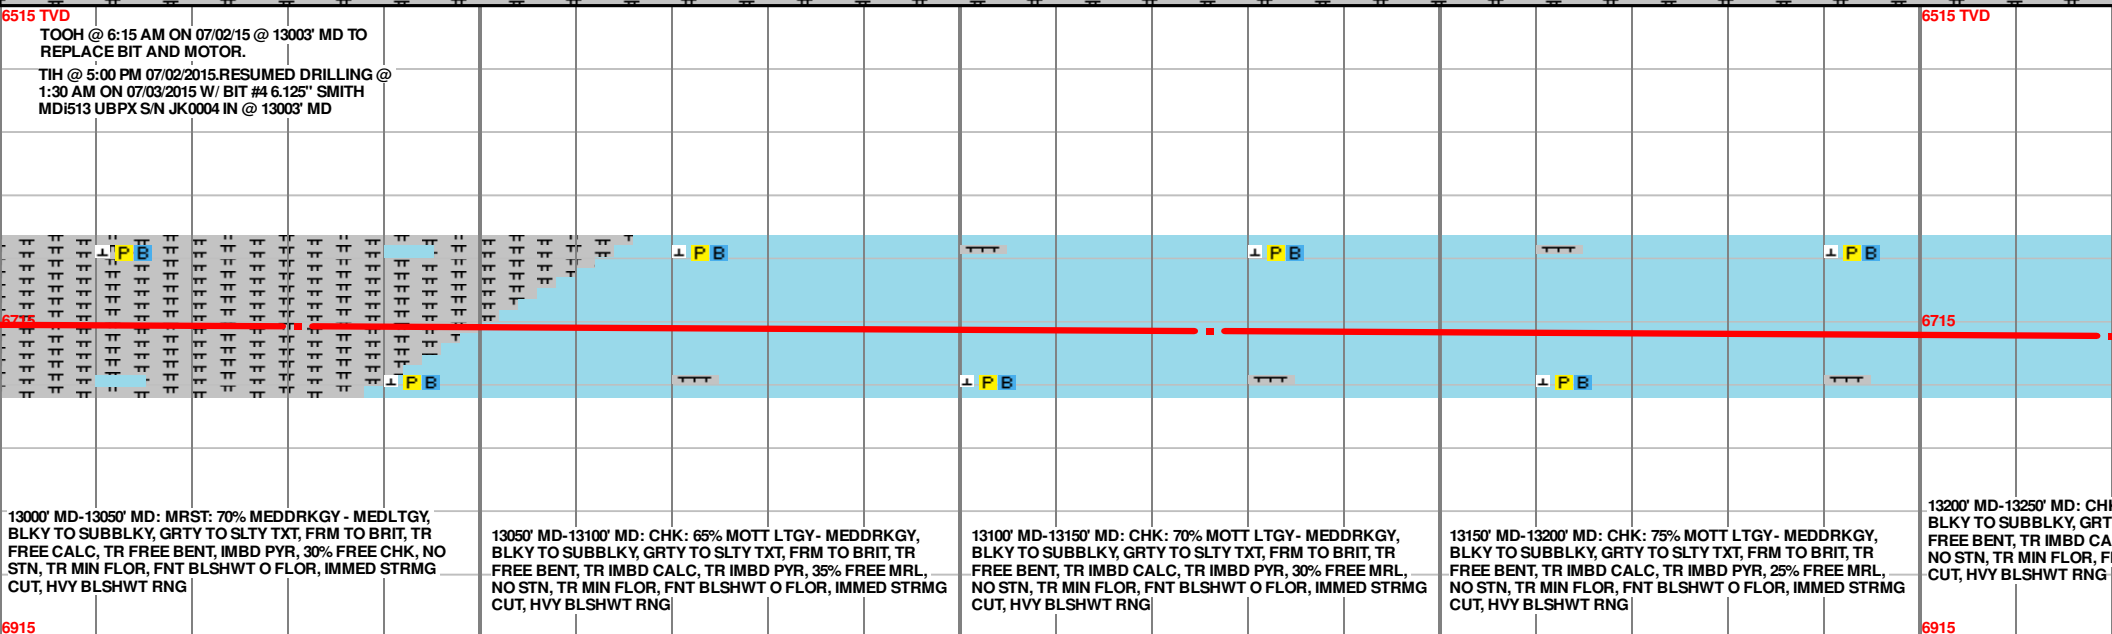 6515 TVD
6515 TVD
TOOH @ 6:15 AM ON 07/02/15 @ 13003' MD TO
REPLACE BIT AND MOTOR.
TIH @ 5:00 PM 07/02/2015.RESUMED DRILLING @
1:30 AM ON 07/03/2015 W/ BIT #4 6.125" SMITH
MDi513 UBPX S/N JK0004 IN @ 13003' MD
P B
P B
P B
P B
6715
6715
P B
P B
P B
13000' MD-13050' MD: MRST: 70% MEDDRKGY - MEDLTGY,
BLKY TO SUBBLKY, GRTY TO SLTY TXT, FRM TO BRIT, TR
FREE CALC, TR FREE BENT, IMBD PYR, 30% FREE CHK, NO
STN, TR MIN FLOR, FNT BLSHWT O FLOR, IMMED STRMG
CUT, HVY BLSHWT RNG
13050' MD-13100' MD: CHK: 65% MOTT LTGY- MEDDRKGY,
BLKY TO SUBBLKY, GRTY TO SLTY TXT, FRM TO BRIT, TR
FREE BENT, TR IMBD CALC, TR IMBD PYR, 35% FREE MRL,
NO STN, TR MIN FLOR, FNT BLSHWT O FLOR, IMMED STRMG
CUT, HVY BLSHWT RNG
13100' MD-13150' MD: CHK: 70% MOTT LTGY- MEDDRKGY,
BLKY TO SUBBLKY, GRTY TO SLTY TXT, FRM TO BRIT, TR
FREE BENT, TR IMBD CALC, TR IMBD PYR, 30% FREE MRL,
NO STN, TR MIN FLOR, FNT BLSHWT O FLOR, IMMED STRMG
CUT, HVY BLSHWT RNG
13150' MD-13200' MD: CHK: 75% MOTT LTGY- MEDDRKGY,
BLKY TO SUBBLKY, GRTY TO SLTY TXT, FRM TO BRIT, TR
FREE BENT, TR IMBD CALC, TR IMBD PYR, 25% FREE MRL,
NO STN, TR MIN FLOR, FNT BLSHWT O FLOR, IMMED STRMG
CUT, HVY BLSHWT RNG
13200' MD-13250' MD:
BLKY TO SUBBLKY,
FREE BENT, TR IMBD
NO STN, TR MIN FLOR,
CUT, HVY BLSHWT RNG
6915
6915